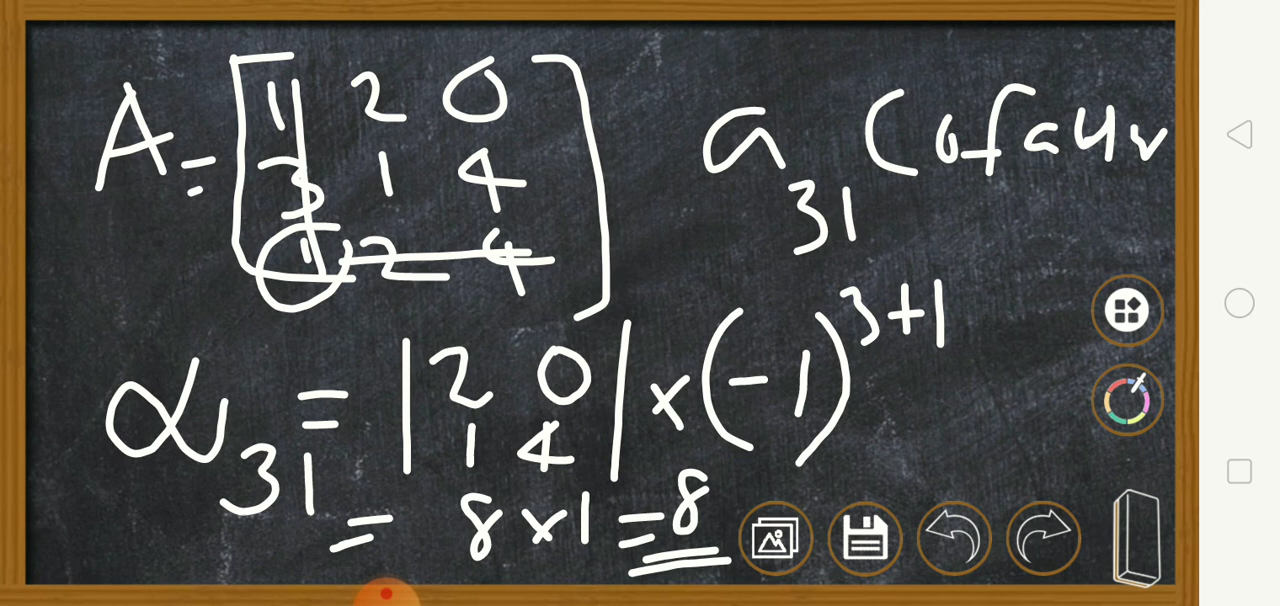 A = [1 2 0
3 1 4
1 2 4] a31 Cofactor
α31 = |2 0
1 4| × (-1)^3+1
= 8×1 = 8